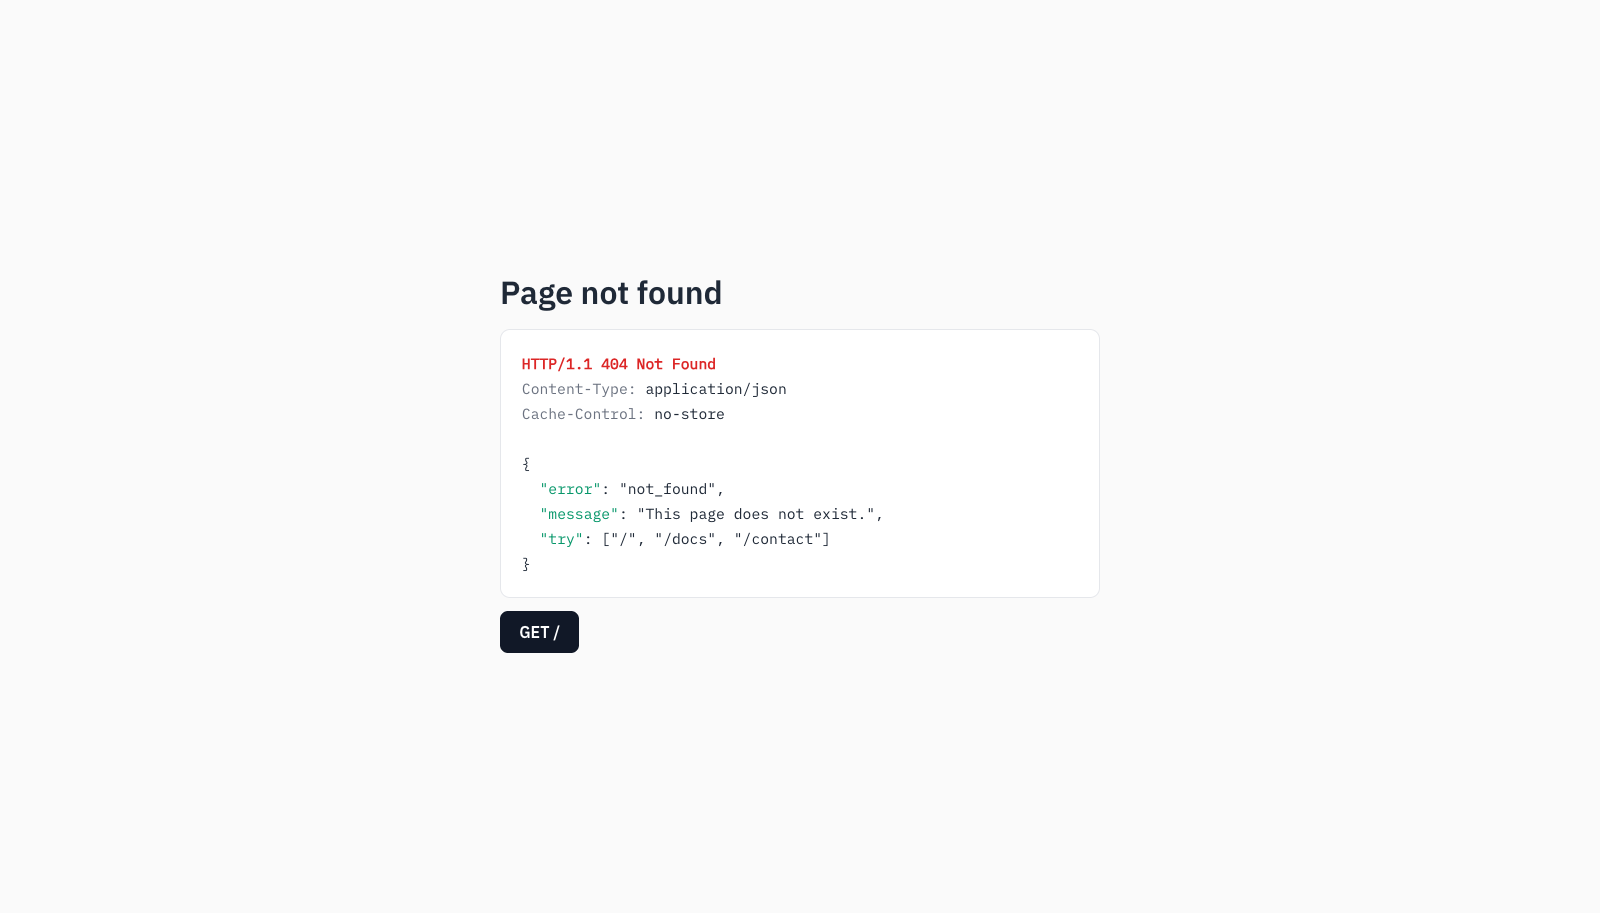 Page not found
HTTP/1.1 404 Not Found
Content-Type: application/json
Cache-Control: no-store
{
"error": "not_found",
"message": "This page does not exist.",
"try": ["/", "/docs", "/contact"]
}
GET /